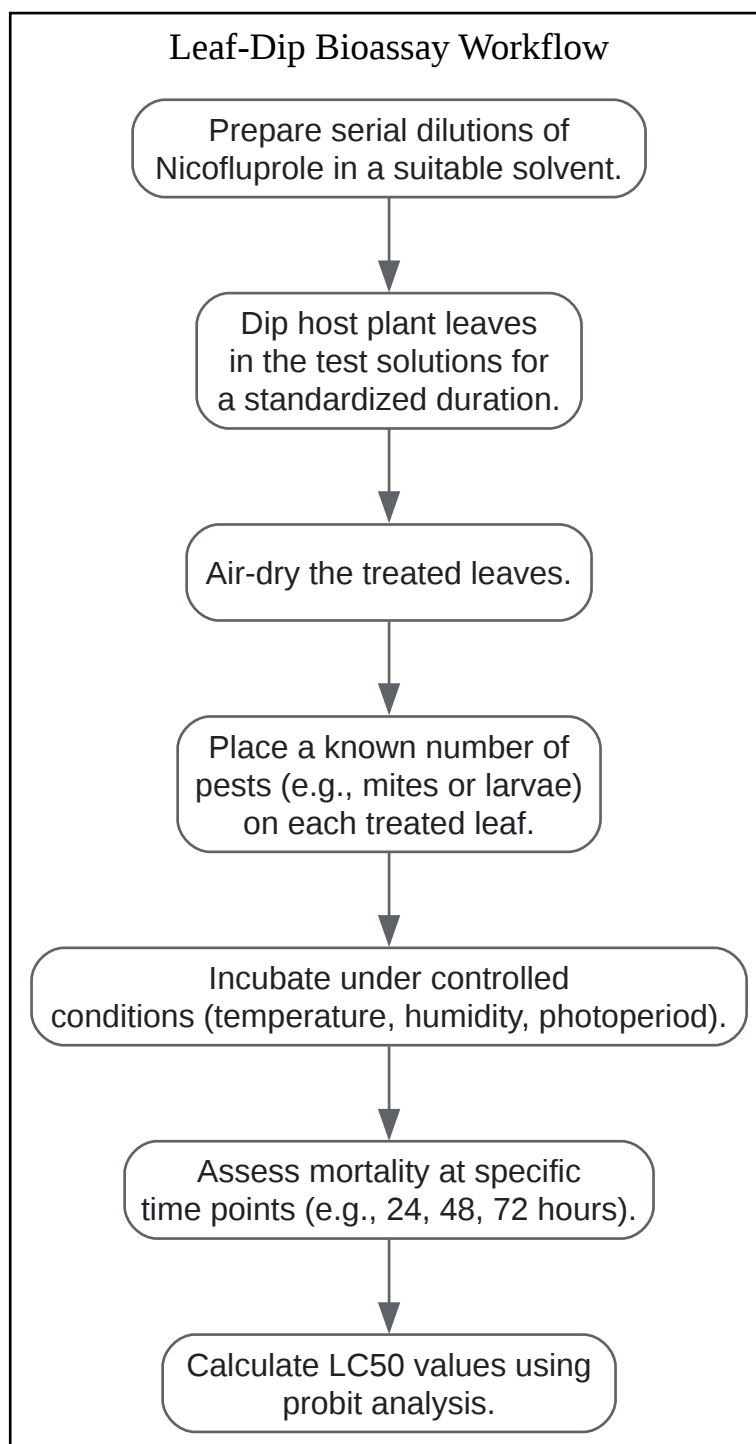 Leaf-Dip Bioassay Workflow
Prepare serial dilutions of
Nicofluprole in a suitable solvent.
Dip host plant leaves
in the test solutions for
a standardized duration.
Air-dry the treated leaves.
Place a known number of
pests (e.g., mites or larvae)
on each treated leaf.
Incubate under controlled
conditions (temperature, humidity, photoperiod).
Assess mortality at specific
time points (e.g., 24, 48, 72 hours).
Calculate LC50 values using
probit analysis.